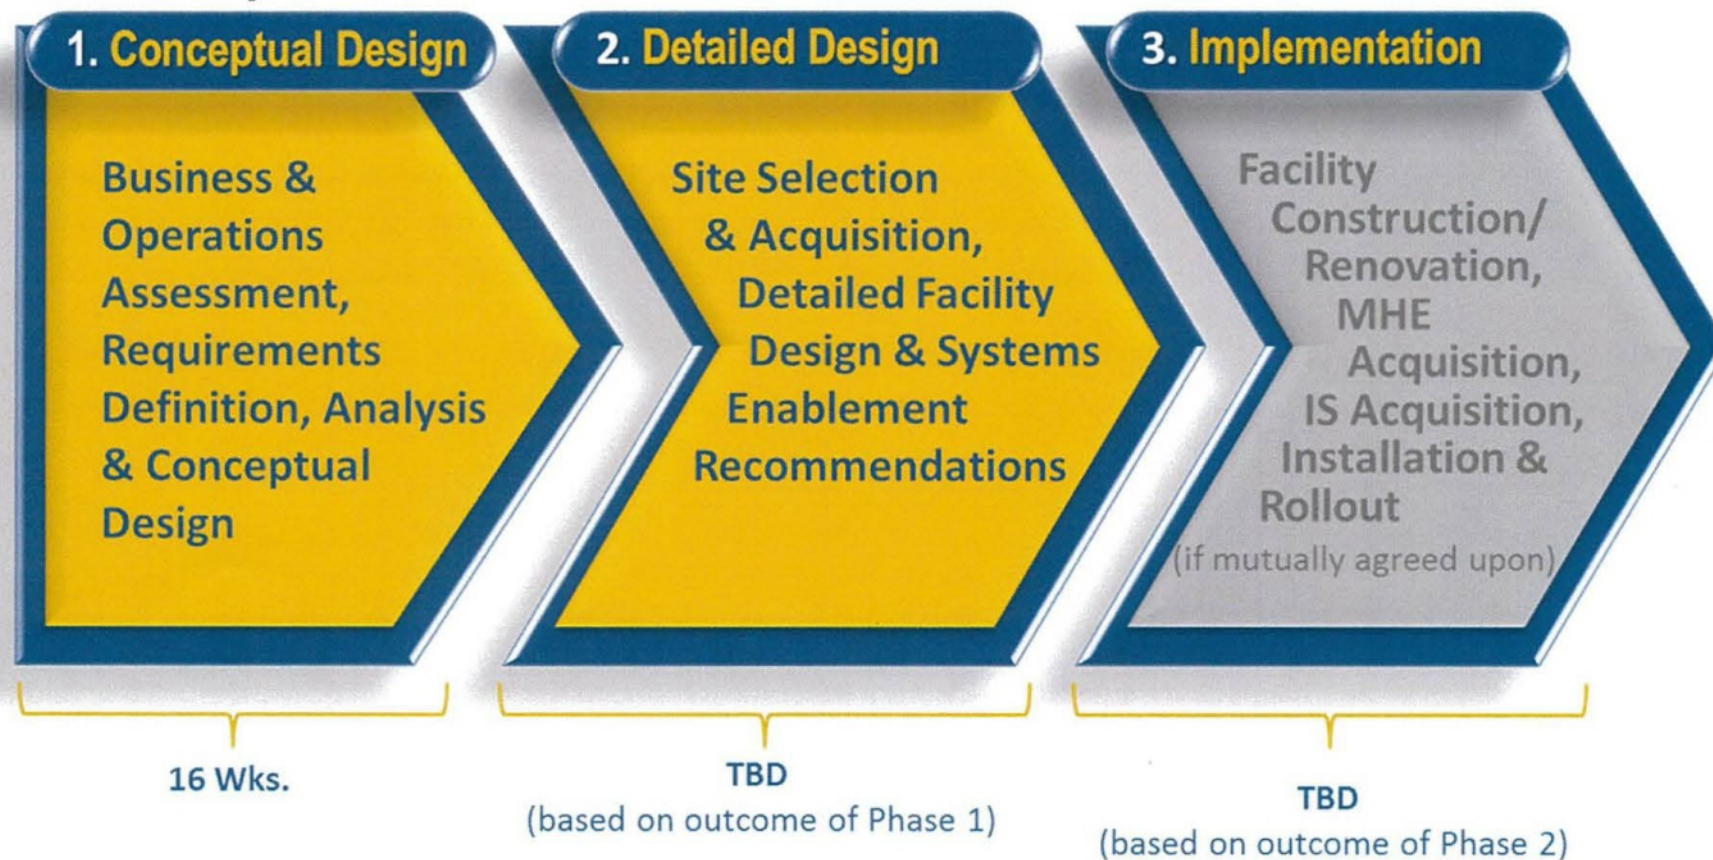 1. Conceptual Design
Business &
Operations
Assessment,
Requirements
Definition, Analysis
& Conceptual
Design
16 Wks.
2. Detailed Design
Site Selection
& Acquisition,
Detailed Facility
Design & Systems
Enablement
Recommendations
TBD
(based on outcome of Phase 1)
3. Implementation
Facility
Construction/
Renovation,
MHE
Acquisition,
IS Acquisition,
Installation &
Rollout
(if mutually agreed upon)
TBD
(based on outcome of Phase 2)